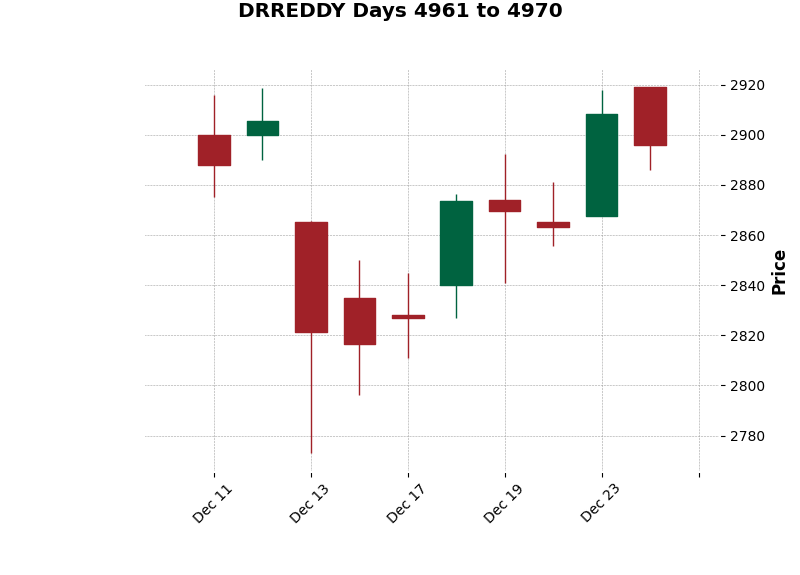 DRREDDY Days 4961 to 4970
2920
2900
2880
2860
2840
2820
2800
2780
Price
Dec 11
Dec 13
Dec 17
Dec 19
Dec 23